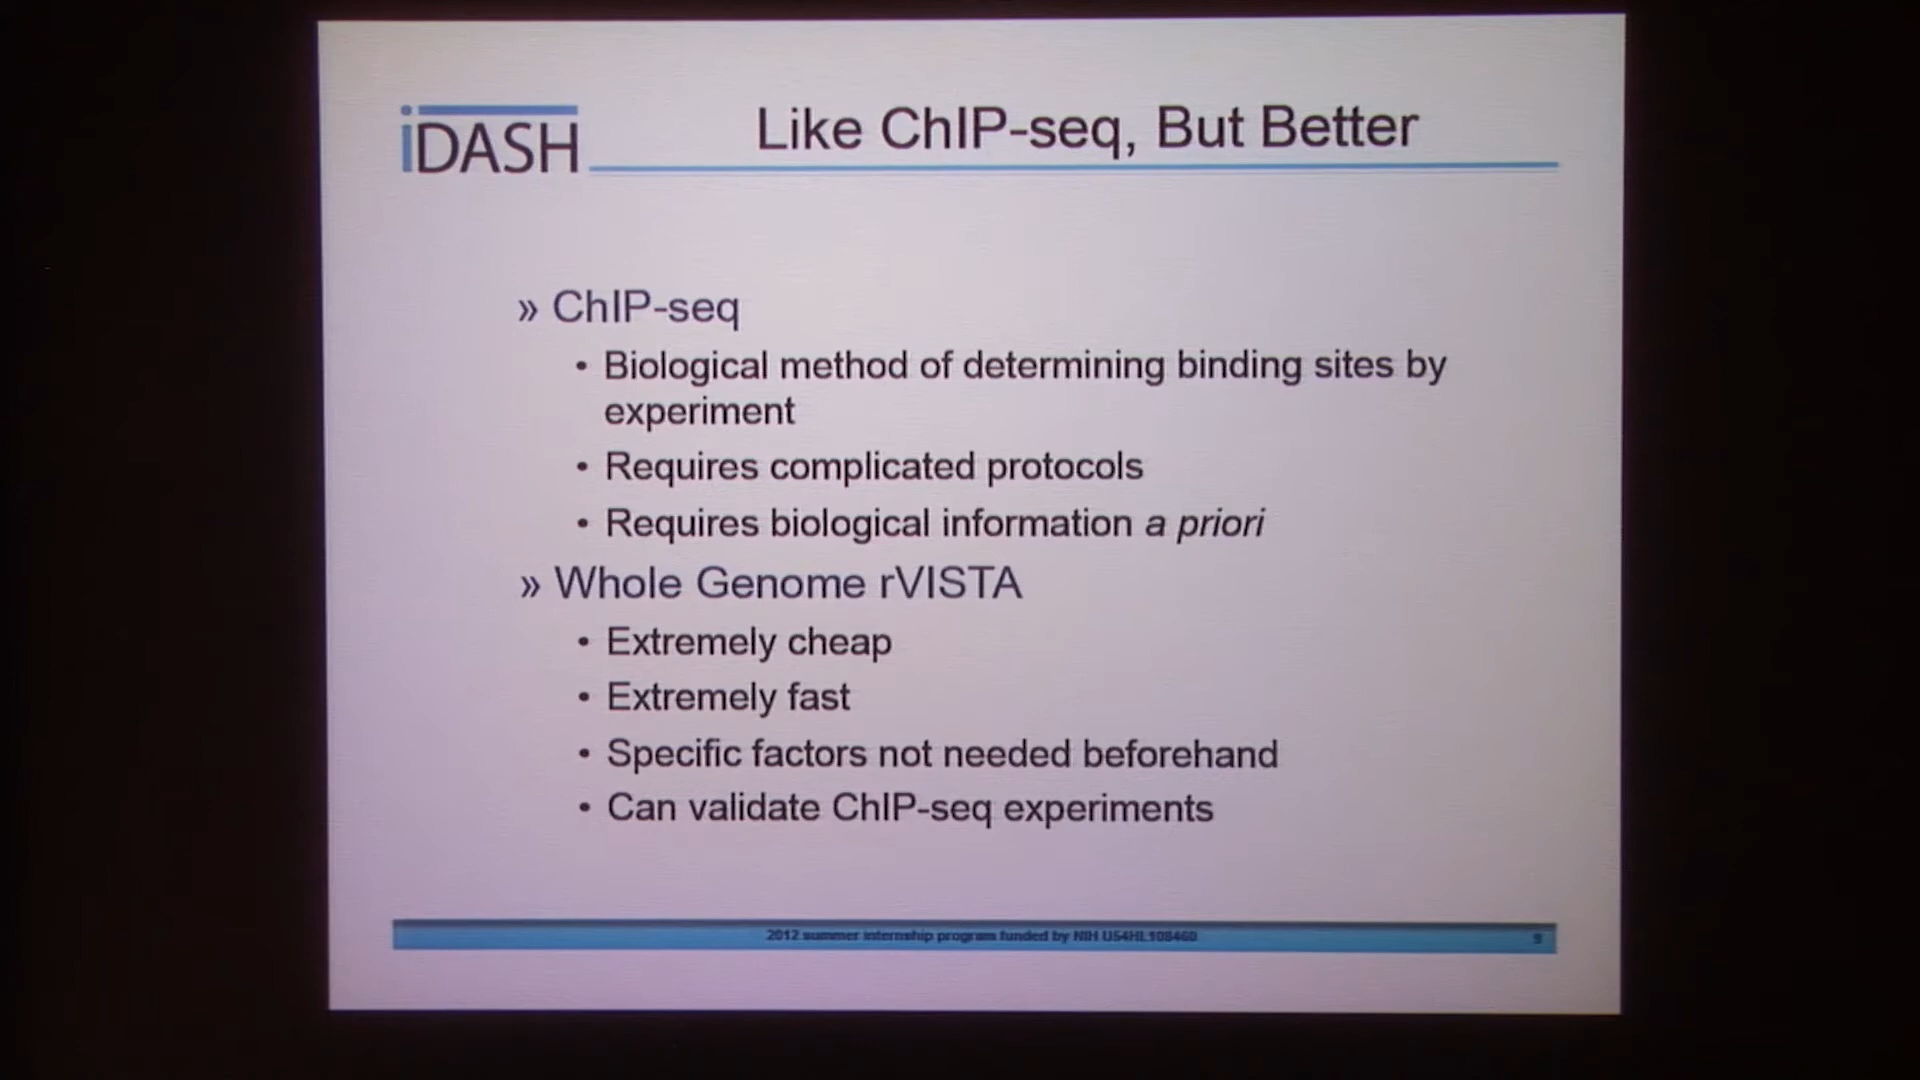 iDASH
Like ChIP-seq, But Better
» ChIP-seq
• Biological method of determining binding sites by
experiment
• Requires complicated protocols
• Requires biological information a priori
» Whole Genome rVISTA
• Extremely cheap
• Extremely fast
• Specific factors not needed beforehand
• Can validate ChIP-seq experiments
2012 summer internship program funded by NIH U54HL108460
9